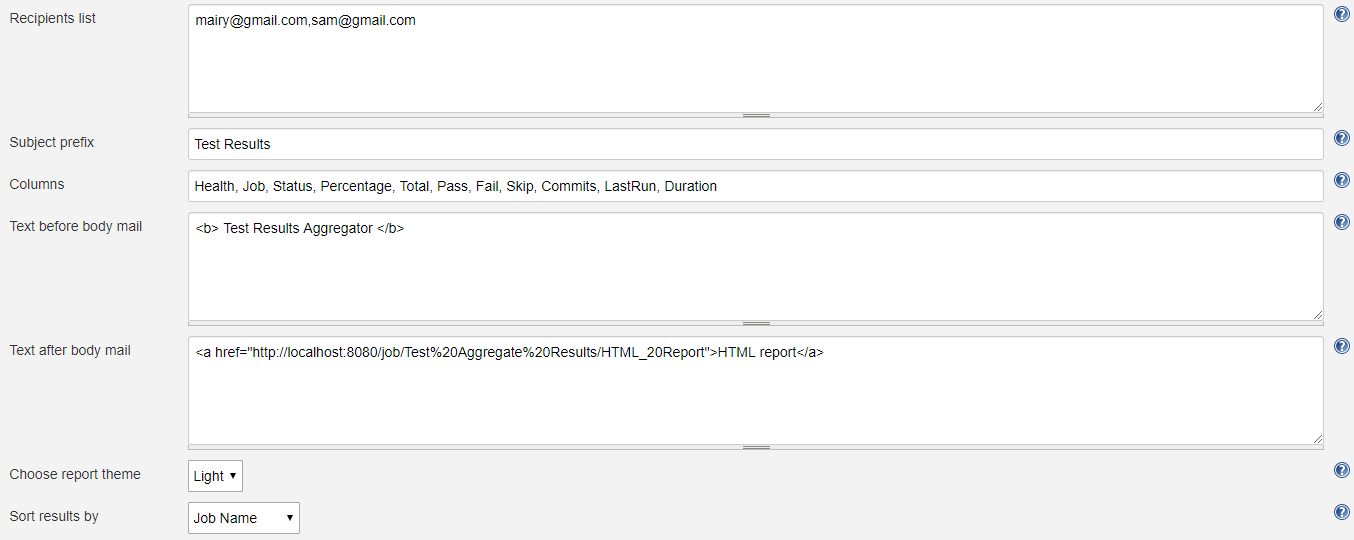 Recipients list
mairy@gmail.com,sam@gmail.com
Subject prefix
Test Results
Columns
Health, Job, Status, Percentage, Total, Pass, Fail, Skip, Commits, LastRun, Duration
Text before body mail
<b> Test Results Aggregator </b>
Text after body mail
<a href="http://localhost:8080/job/Test%20Aggregate%20Results/HTML_20Report">HTML report</a>
Choose report theme
Light
Sort results by
Job Name